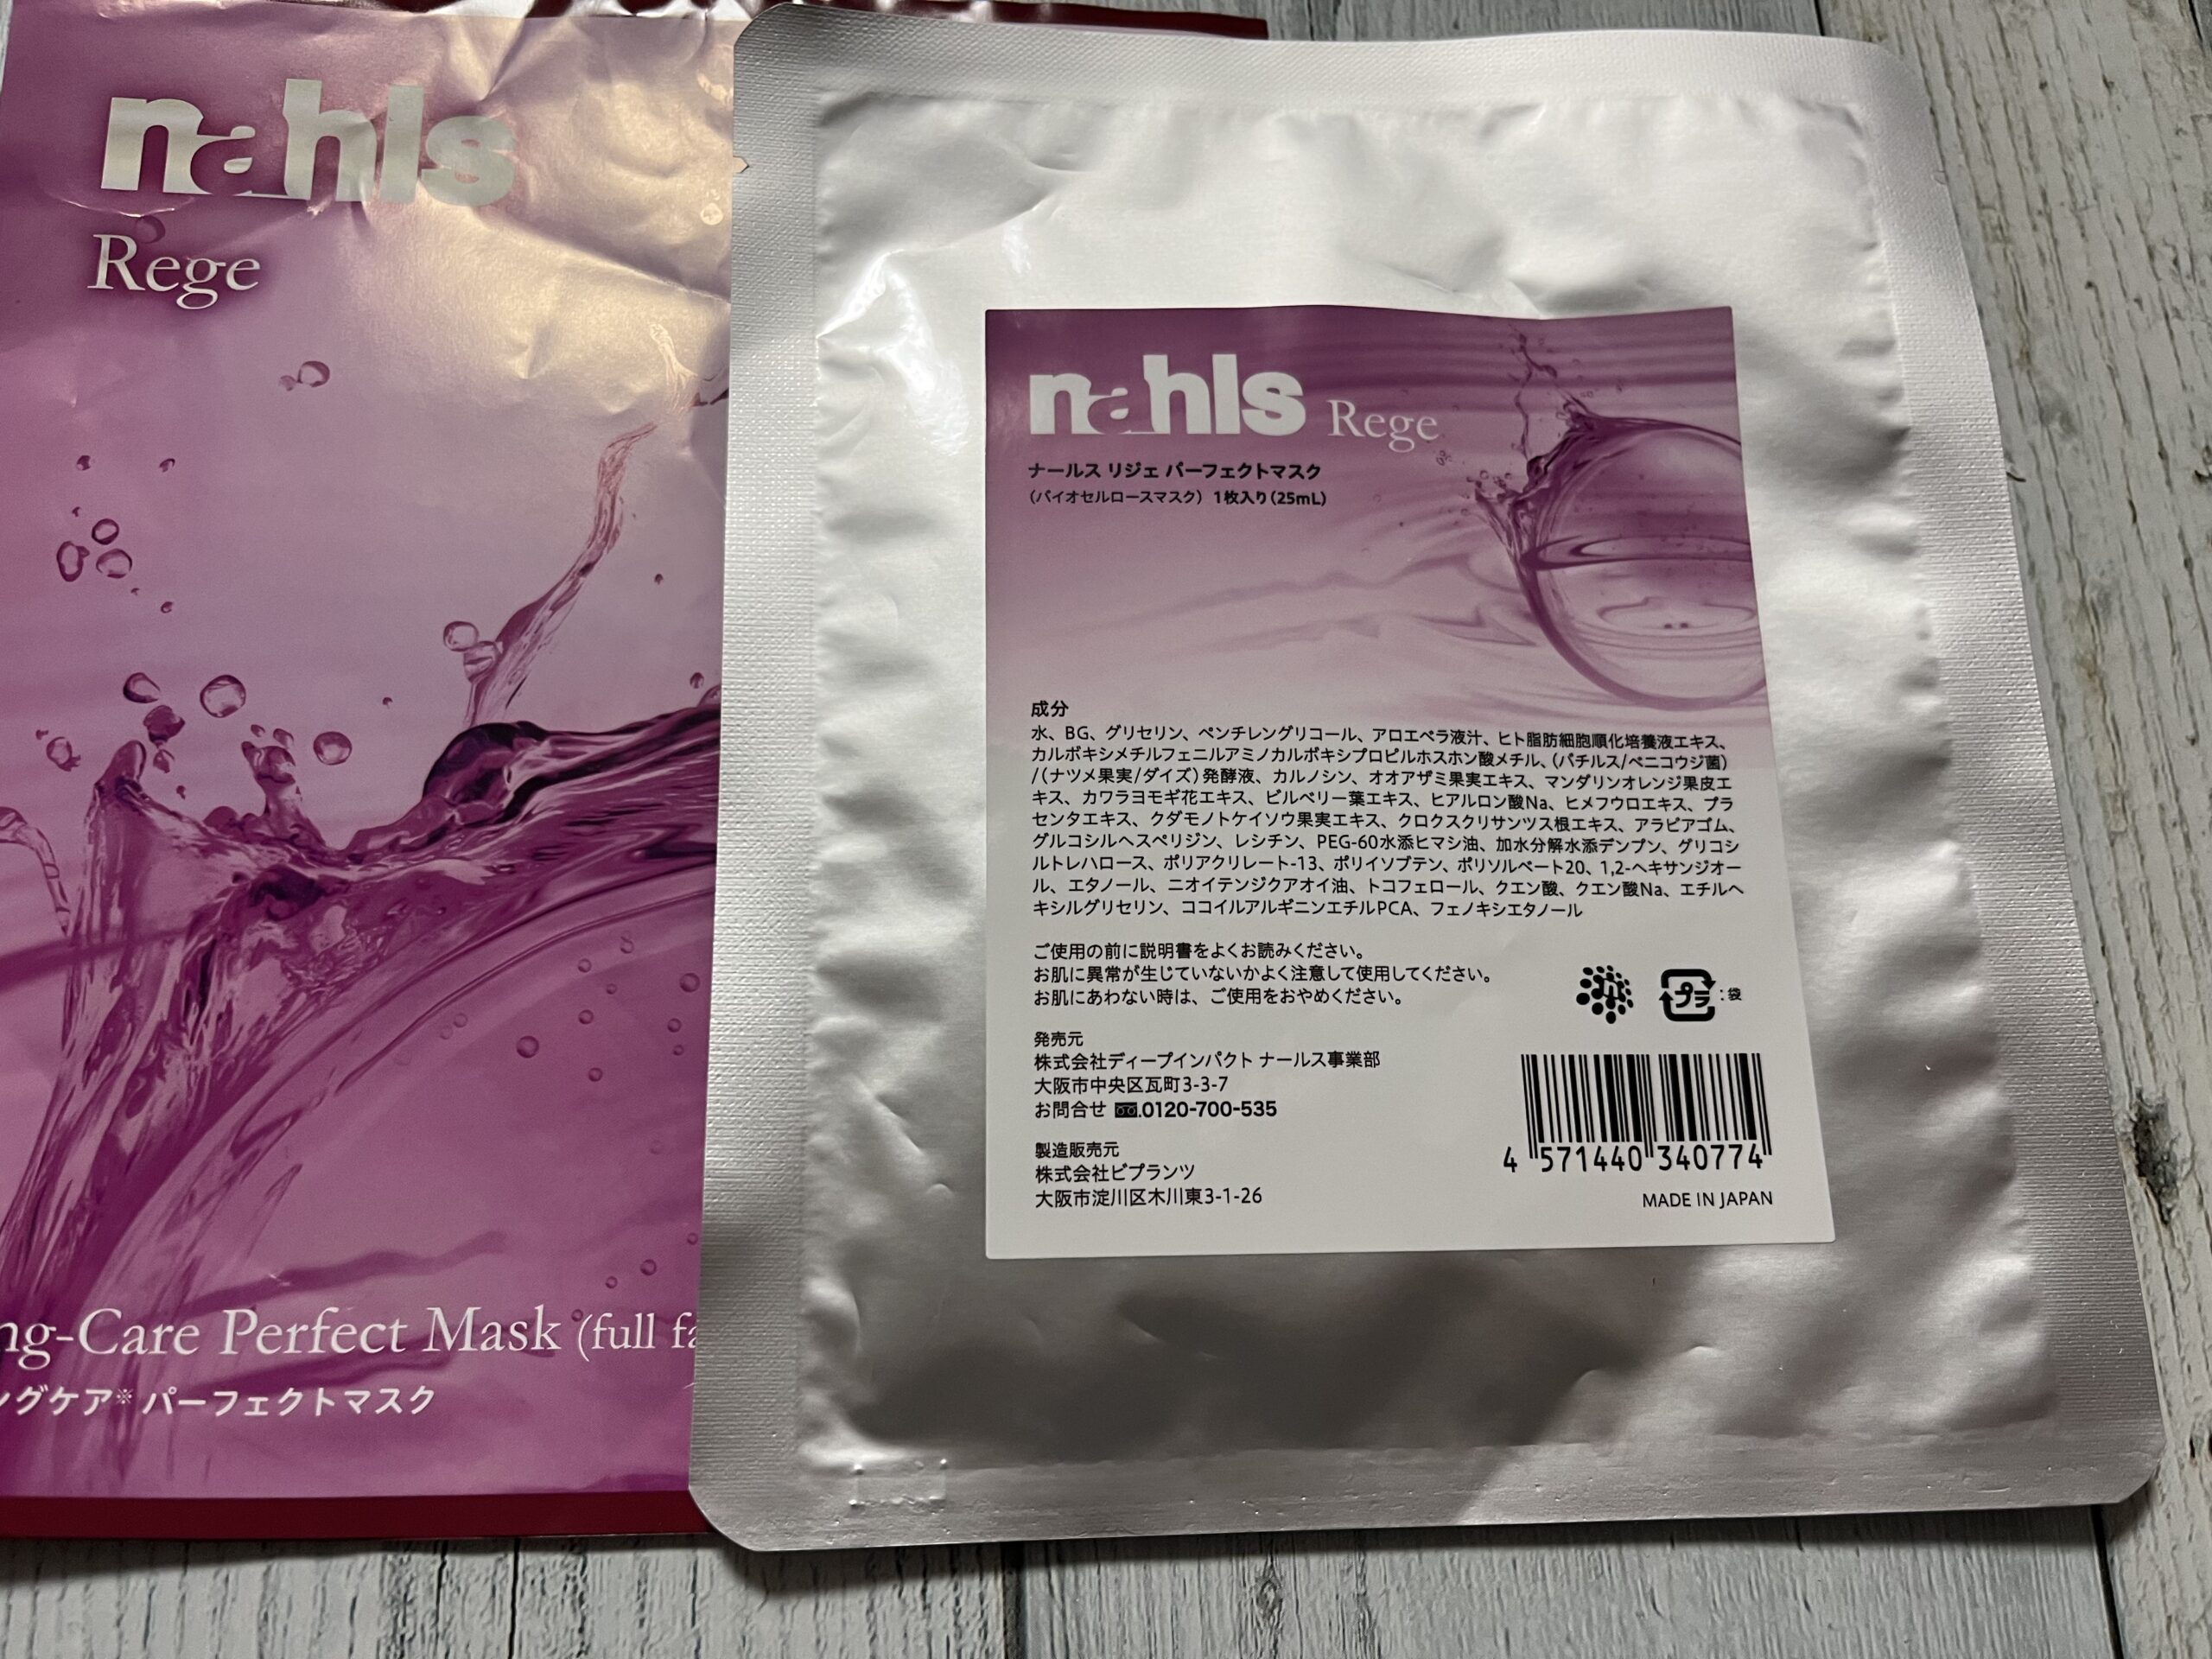 nahls
Rege
ng-Care Perfect Mask (full fa
ングケア※ パーフェクトマスク
nahls Rege
ナールス リジェ パーフェクトマスク
（バイオセルロースマスク） 1枚入り（25mL）
成分
水、BG、グリセリン、ペンチレングリコール、アロエベラ液汁、ヒト脂肪細胞順化培養液エキス、
カルボキシメチルフェニルアミノカルボキシプロピルホスホン酸メチル、（バチルス/ベニコウジ菌）
/（ナツメ果実/ダイズ）発酵液、カルノシン、オオアザミ果実エキス、マンダリンオレンジ果皮エ
キス、カワラヨモギ花エキス、ビルベリー葉エキス、ヒアルロン酸Na、ヒメフウロエキス、プラ
センタエキス、クダモノトケイソウ果実エキス、クロクスクリサンツス根エキス、アラビアゴム、
グルコシルヘスペリジン、レシチン、PEG-60水添ヒマシ油、加水分解水添デンプン、グリコシ
ルトレハロース、ポリアクリレート-13、ポリイソブテン、ポリソルベート20、1,2-ヘキサンジオー
ル、エタノール、ニオイテンジクアオイ油、トコフェロール、クエン酸、クエン酸Na、エチルヘ
キシルグリセリン、ココイルアルギニンエチルPCA、フェノキシエタノール
ご使用の前に説明書をよくお読みください。
お肌に異常が生じていないかよく注意して使用してください。
お肌にあわない時は、ご使用をおやめください。
プラ :袋
発売元
株式会社ディープインパクト ナールス事業部
大阪市中央区瓦町3-3-7
お問合せ 0120-700-535
製造販売元
株式会社ビプランツ
大阪市淀川区木川東3-1-26
4 571440 340774
MADE IN JAPAN